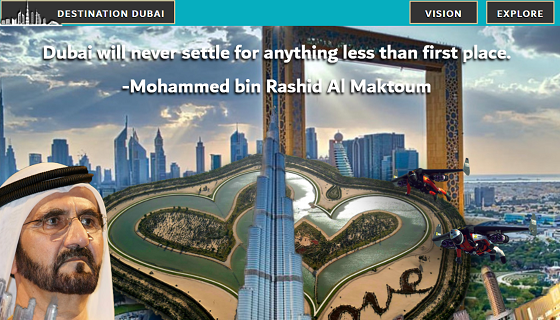 DESTINATION DUBAI
VISION
EXPLORE
Dubai will never settle for anything less than first place.
-Mohammed bin Rashid Al Maktoum
love